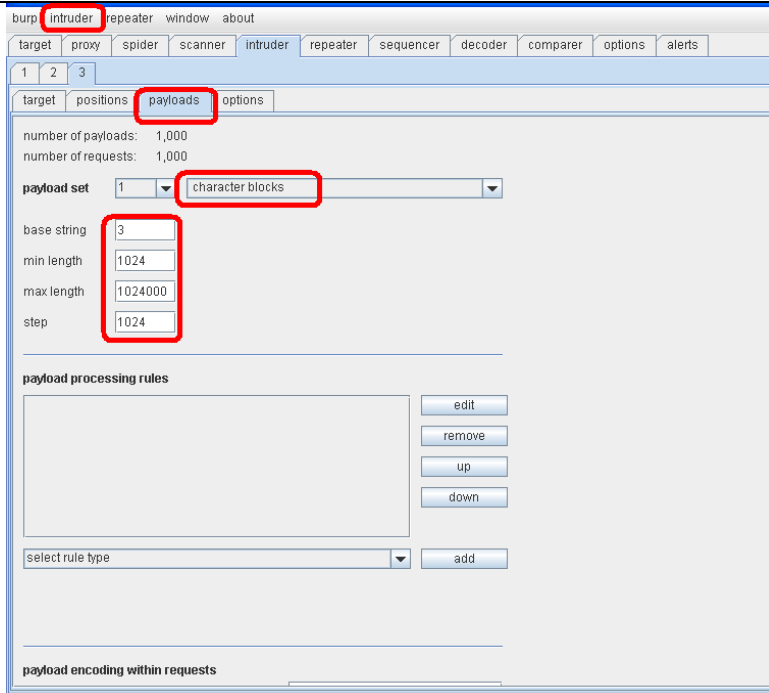 burp intruder repeater window about
target proxy spider scanner intruder repeater sequencer decoder comparer options alerts
1 2 3
target positions payloads options
number of payloads: 1,000
number of requests: 1,000
payload set 1 character blocks
base string 3
min length 1024
max length 1024000
step 1024
payload processing rules
edit
remove
up
down
select rule type add
payload encoding within requests